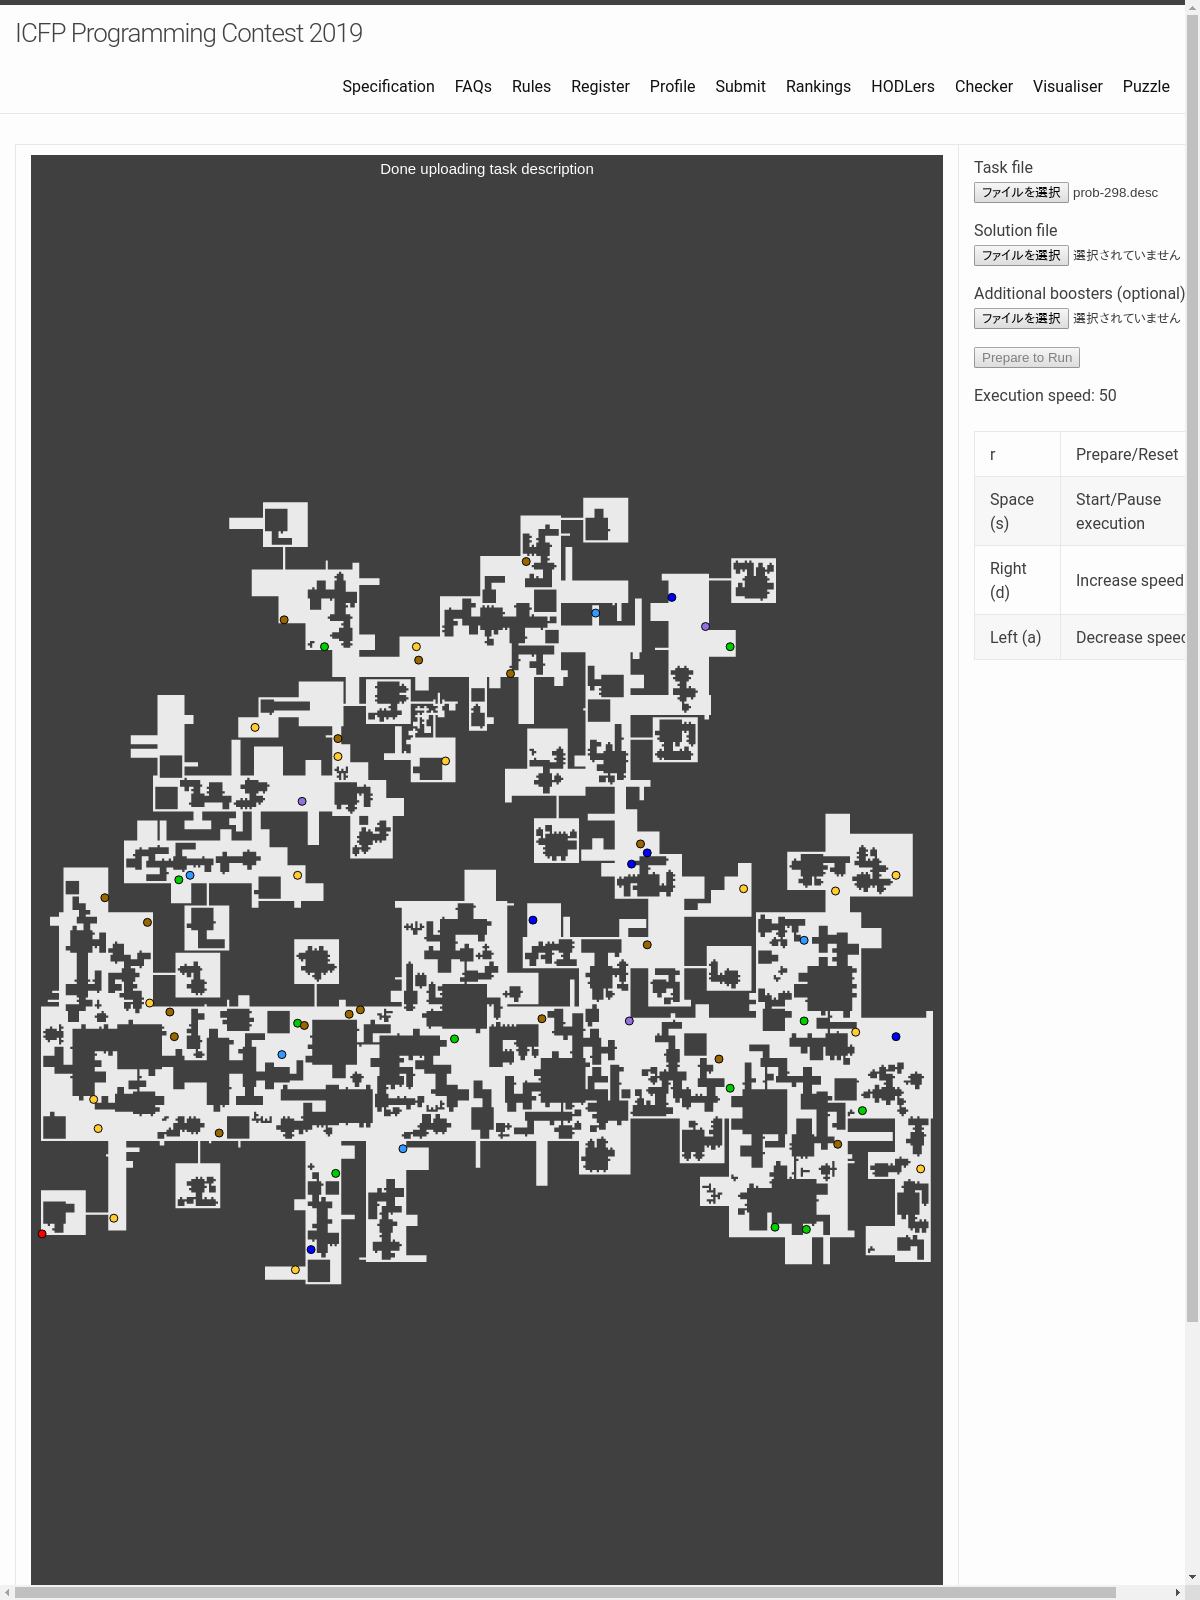 ICFP Programming Contest 2019
Specification FAQs Rules Register Profile Submit Rankings HODLers Checker Visualiser Puzzle
Done uploading task description
Task file
ファイルを選択 prob-298.desc
Solution file
ファイルを選択 選択されていません
Additional boosters (optional)
ファイルを選択 選択されていません
Prepare to Run
Execution speed: 50
r Prepare/Reset
Space Start/Pause
(s) execution
Right Increase speed
(d)
Left (a) Decrease speed